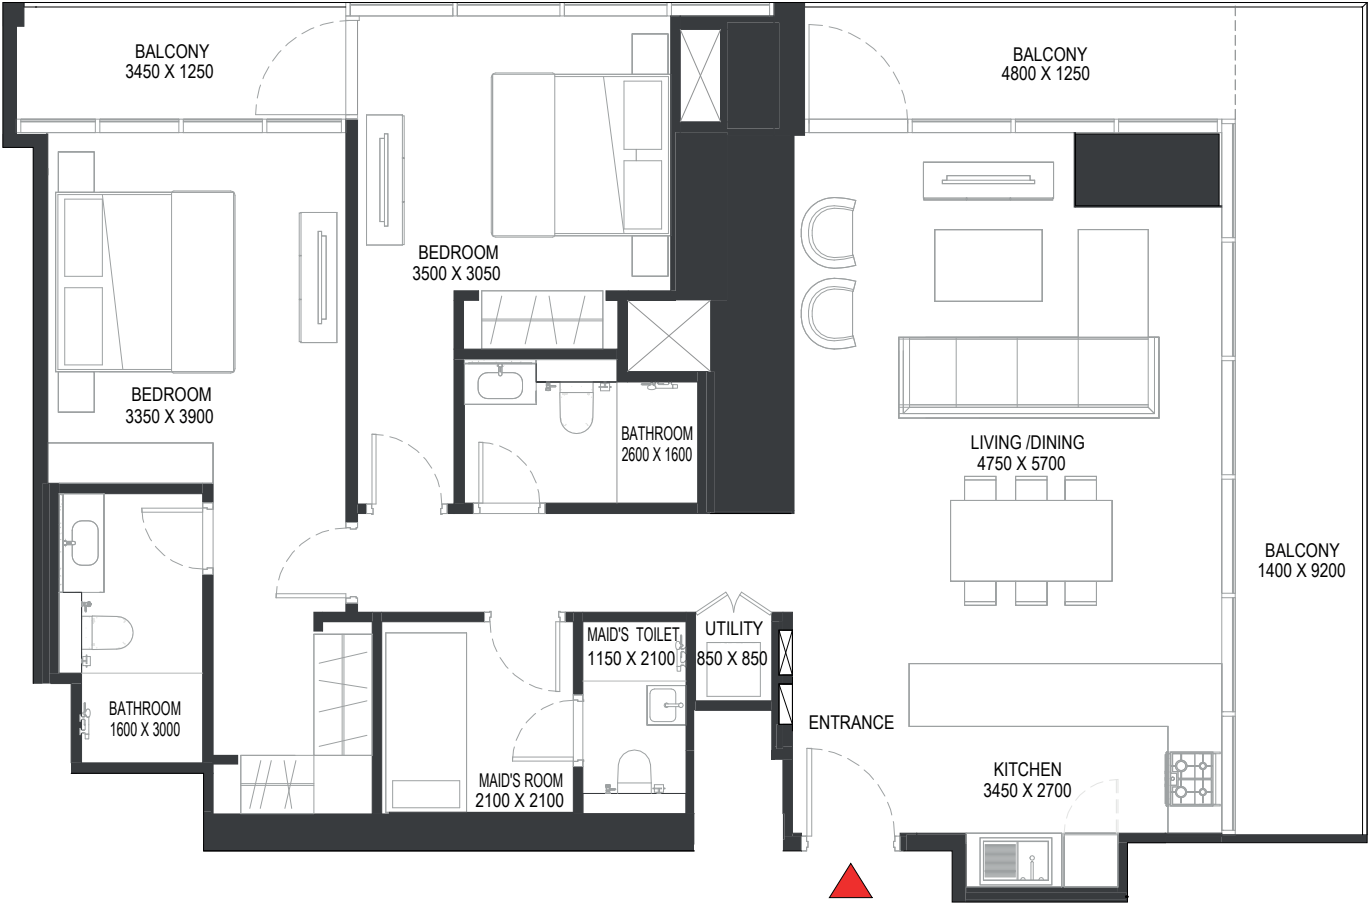 BALCONY
3450 X 1250
BALCONY
4800 X 1250
BEDROOM
3500 X 3050
BEDROOM
3350 X 3900
BATHROOM
2600 X 1600
LIVING /DINING
4750 X 5700
BALCONY
1400 X 9200
MAID'S TOILET
1150 X 2100
UTILITY
850 X 850
BATHROOM
1600 X 3000
ENTRANCE
MAID'S ROOM
2100 X 2100
KITCHEN
3450 X 2700